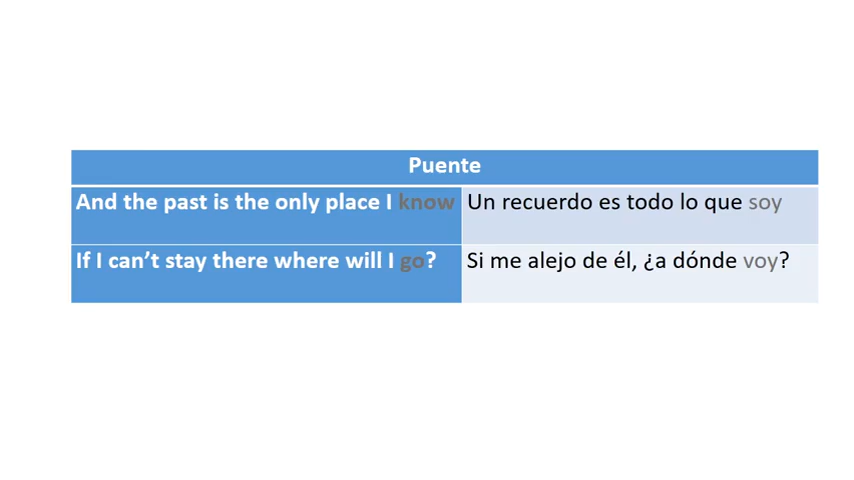 Puente
And the past is the only place I know
Un recuerdo es todo lo que soy
If I can’t stay there where will I go?
Si me alejo de él, ¿a dónde voy?